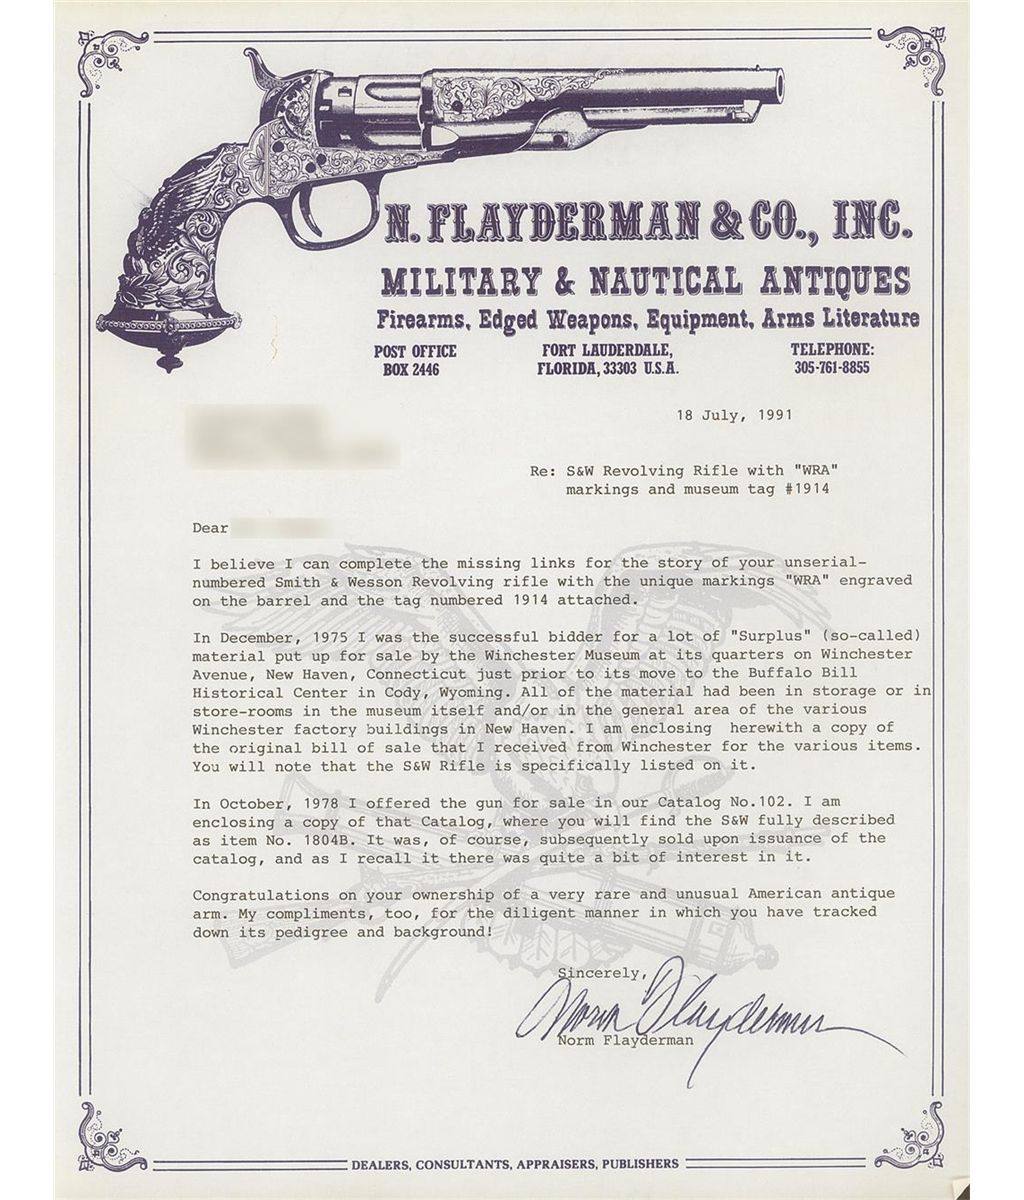 N. FLAYDERMAN & CO., INC.
MILITARY & NAUTICAL ANTIQUES
Firearms, Edged Weapons, Equipment, Arms Literature
POST OFFICE BOX 2446
FORT LAUDERDALE, FLORIDA, 33303 U.S.A.
TELEPHONE: 305-761-8855
18 July, 1991
Re: S&W Revolving Rifle with "WRA"
markings and museum tag #1914
Dear
I believe I can complete the missing links for the story of your unserial-
numbered Smith & Wesson Revolving rifle with the unique markings "WRA" engraved
on the barrel and the tag numbered 1914 attached.
In December, 1975 I was the successful bidder for a lot of "Surplus" (so-called)
material put up for sale by the Winchester Museum at its quarters on Winchester
Avenue, New Haven, Connecticut just prior to its move to the Buffalo Bill
Historical Center in Cody, Wyoming. All of the material had been in storage or in
store-rooms in the museum itself and/or in the general area of the various
Winchester factory buildings in New Haven. I am enclosing herewith a copy of
the original bill of sale that I received from Winchester for the various items.
You will note that the S&W Rifle is specifically listed on it.
In October, 1978 I offered the gun for sale in our Catalog No.102. I am
enclosing a copy of that Catalog, where you will find the S&W fully described
as item No. 1804B. It was, of course, subsequently sold upon issuance of the
catalog, and as I recall it there was quite a bit of interest in it.
Congratulations on your ownership of a very rare and unusual American antique
arm. My compliments, too, for the diligent manner in which you have tracked
down its pedigree and background!
Sincerely,
Norm Flayderman
Norm Flayderman
DEALERS, CONSULTANTS, APPRAISERS, PUBLISHERS